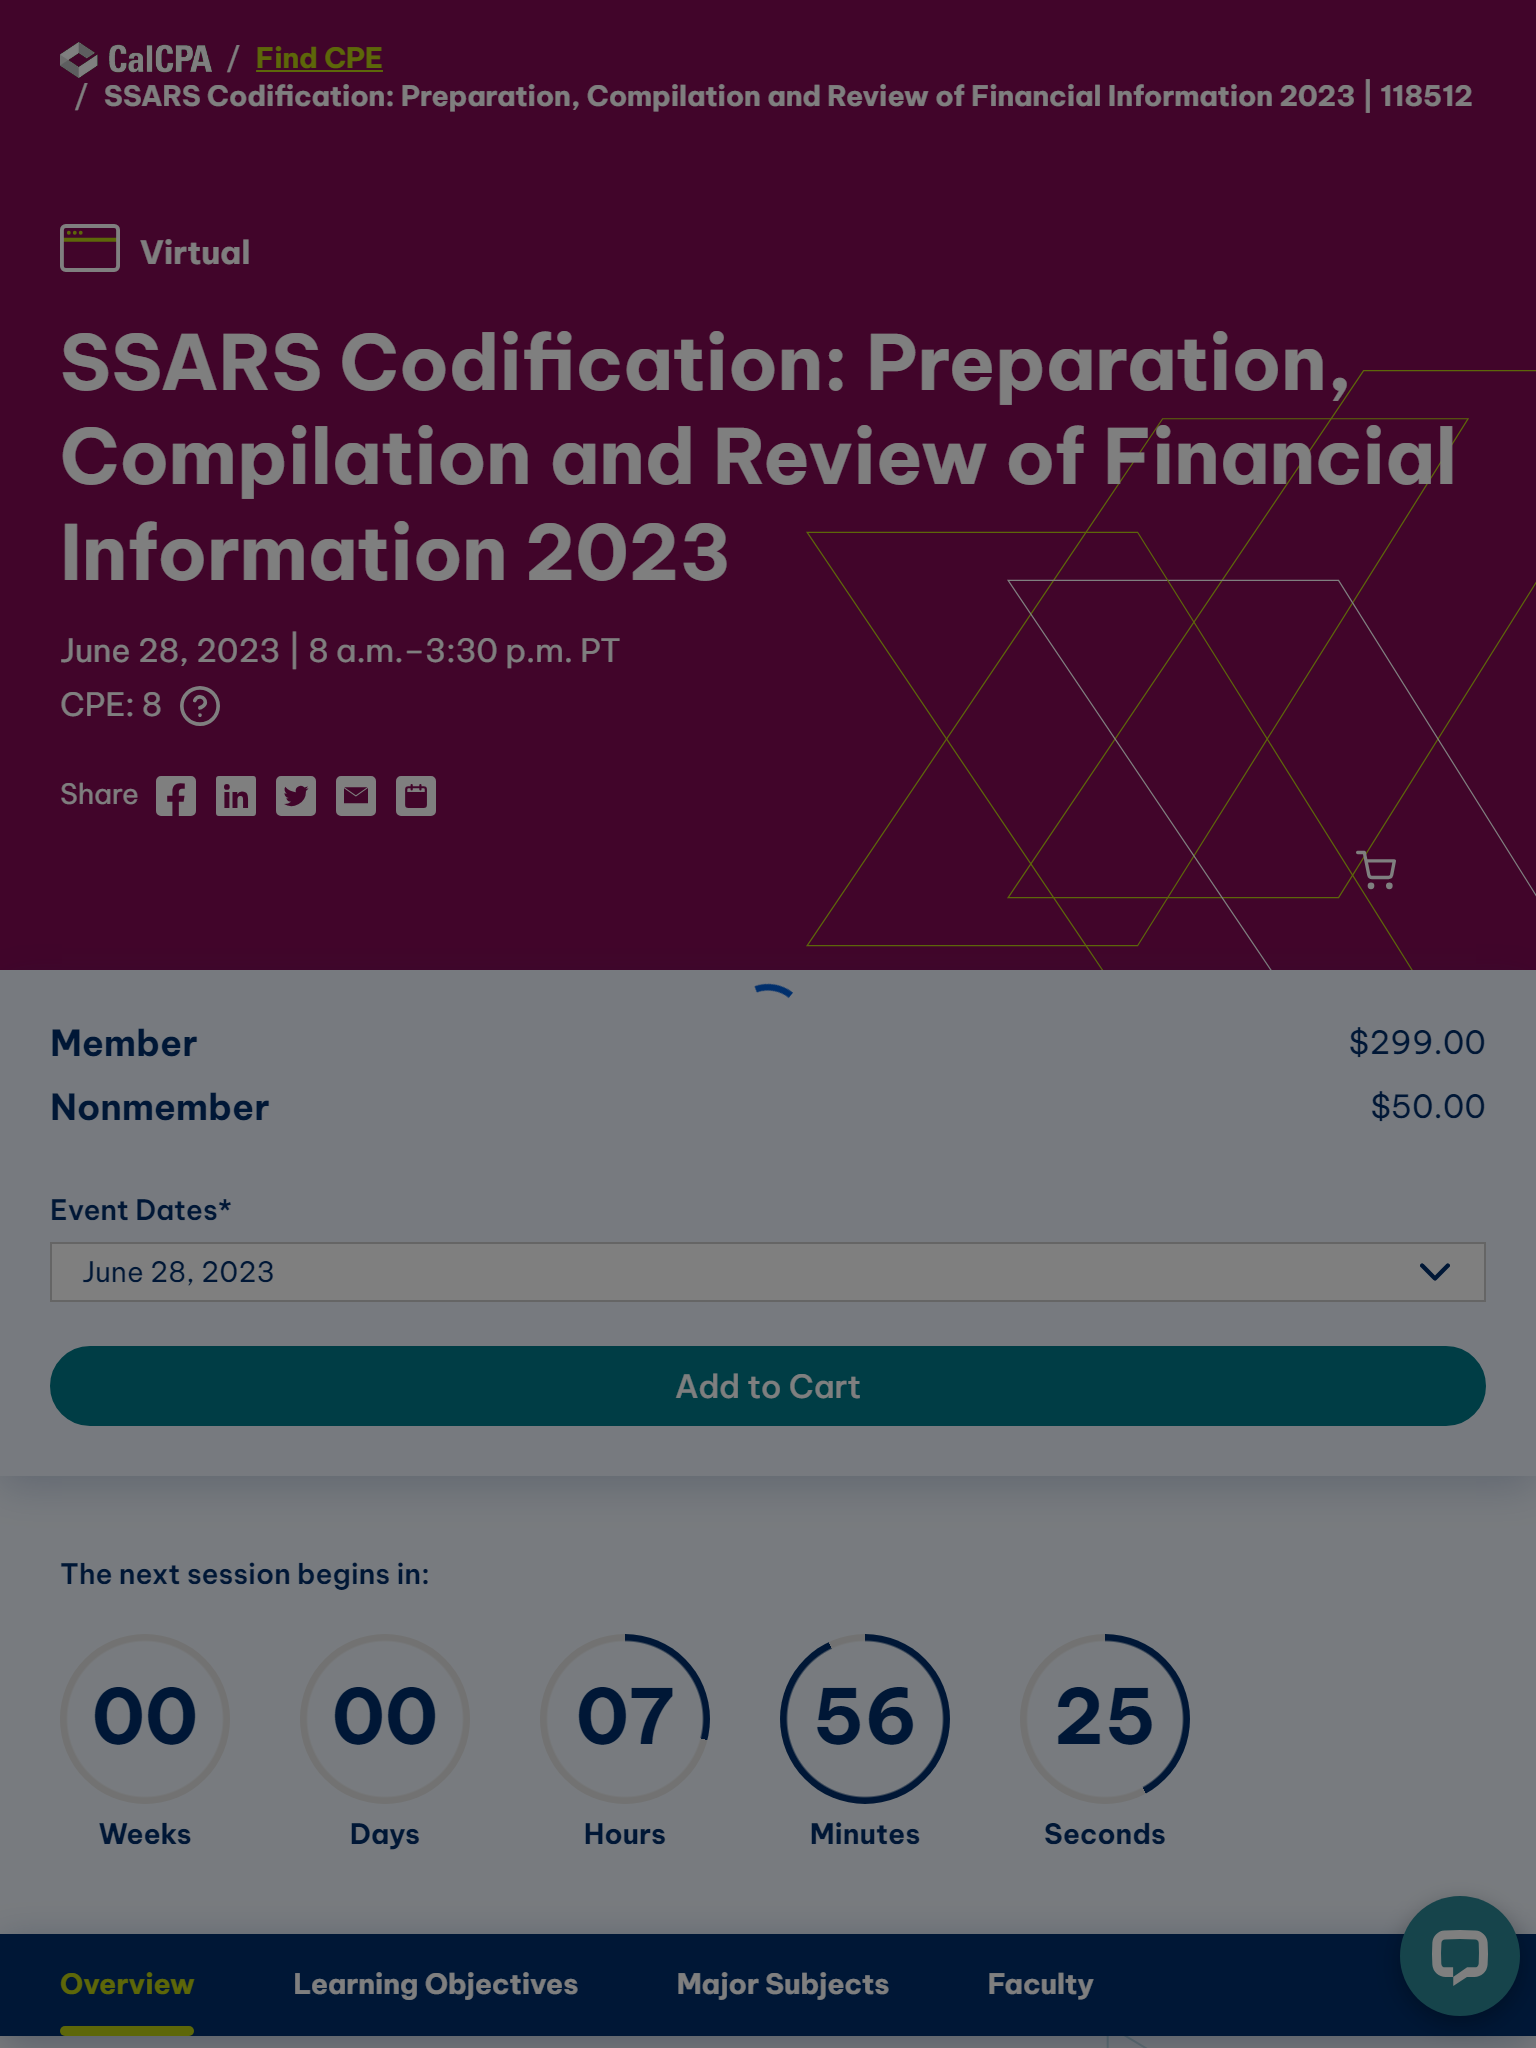 CalCPA / Find CPE
/ SSARS Codification: Preparation, Compilation and Review of Financial Information 2023 | 118512
Virtual
SSARS Codification: Preparation,
Compilation and Review of Financial
Information 2023
June 28, 2023 | 8 a.m.–3:30 p.m. PT
CPE: 8 ?
Share
Member $299.00
Nonmember $50.00
Event Dates*
June 28, 2023
Add to Cart
The next session begins in:
00 00 07 56 25
Weeks Days Hours Minutes Seconds
Overview Learning Objectives Major Subjects Faculty